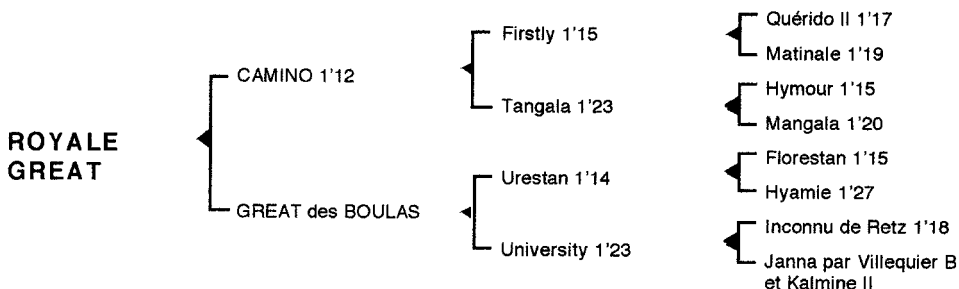 Quérido II 1'17
Firstly 1'15
Matinale 1'19
CAMINO 1'12
Hymour 1'15
Tangala 1'23
Mangala 1'20
ROYALE
GREAT
Florestan 1'15
Urestan 1'14
Hyamie 1'27
GREAT des BOULAS
Inconnu de Retz 1'18
University 1'23
Janna par Villequier B
et Kalmine II